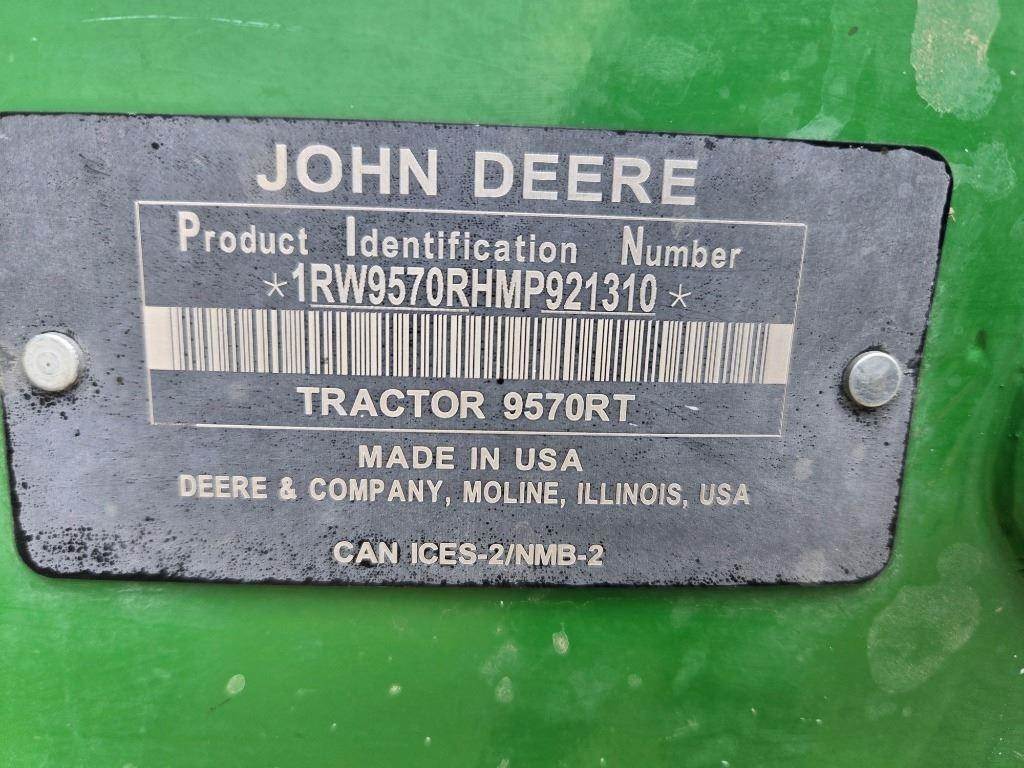 JOHN DEERE
Product Identification Number
*1RW9570RHMP921310*
TRACTOR 9570RT
MADE IN USA
DEERE & COMPANY, MOLINE, ILLINOIS, USA
CAN ICES-2/NMB-2